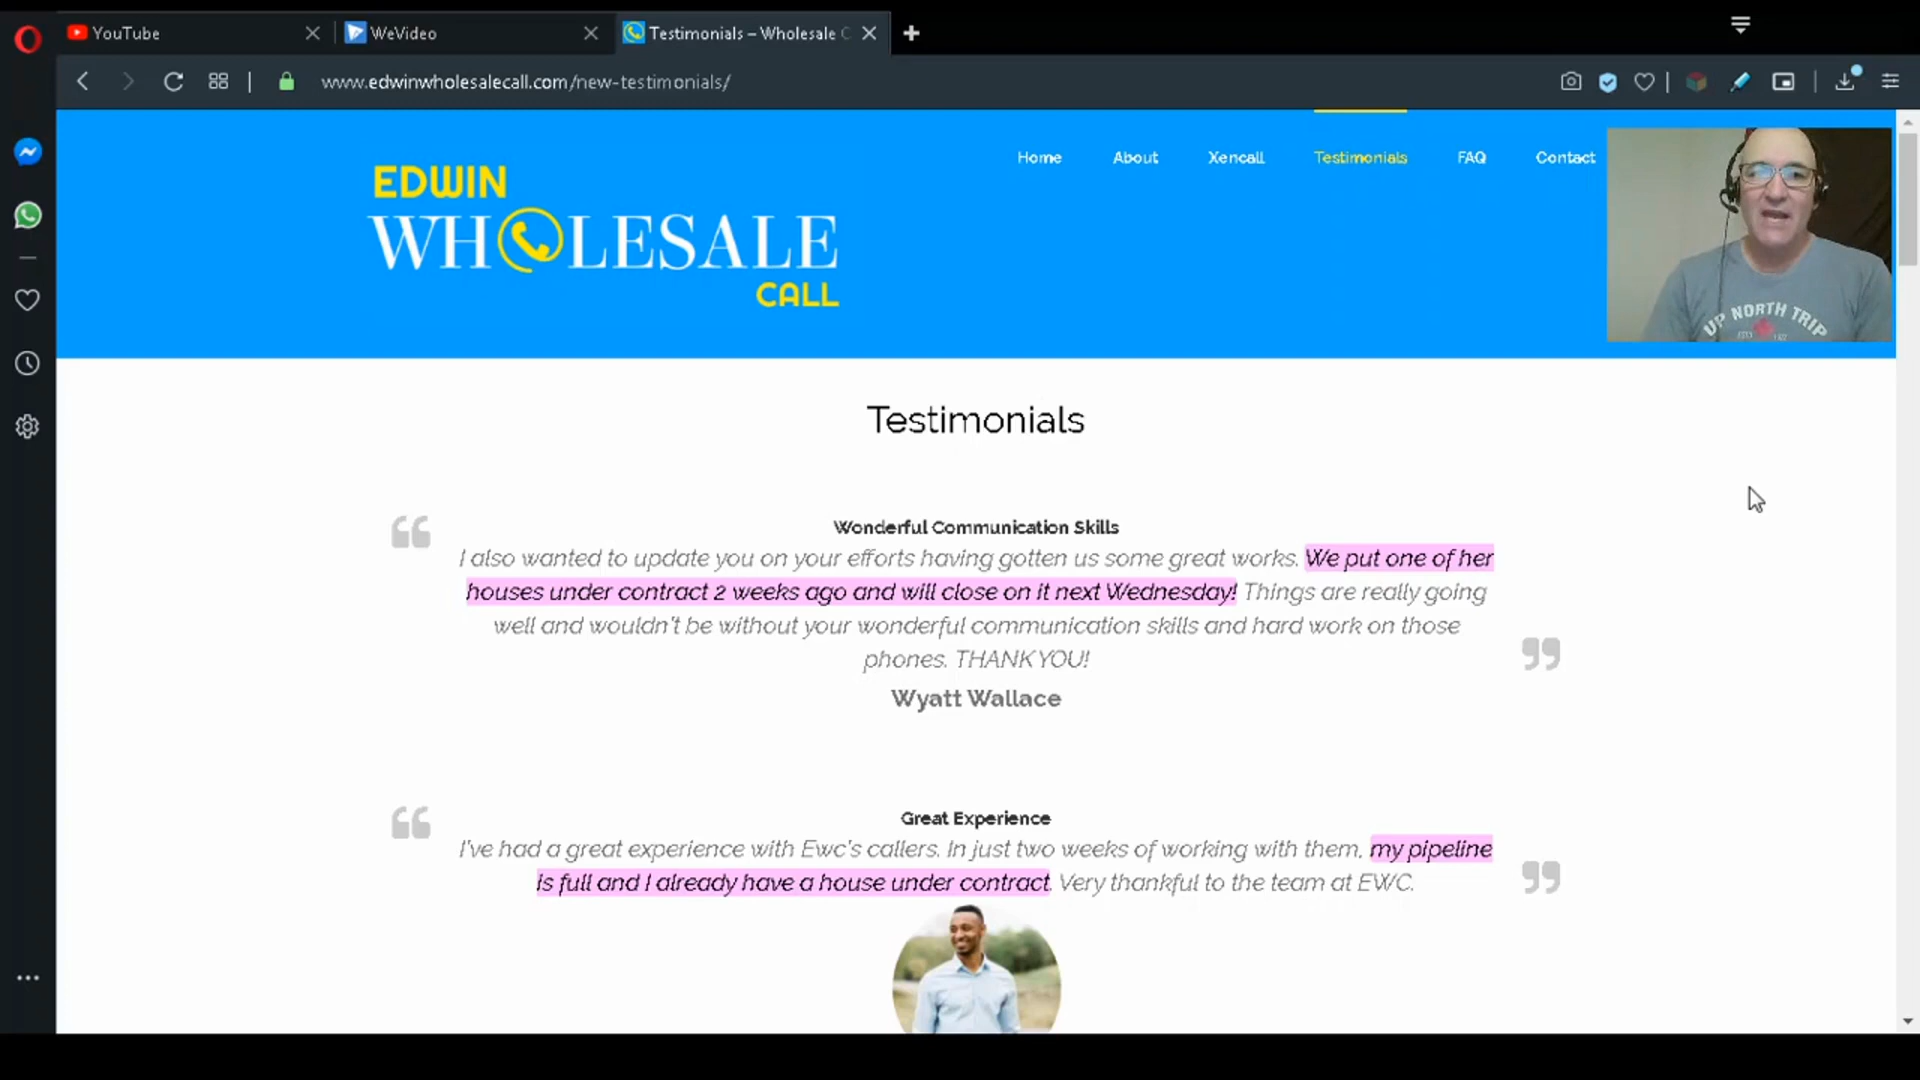 YouTube
WeVideo
Testimonials – Wholesale C
www.edwinwholesalecall.com/new-testimonials/
Home
About
Xencall
Testimonials
FAQ
Contact
EDWIN
WHOLESALE
CALL
UP NORTH TRIP
Testimonials
Wonderful Communication Skills
I also wanted to update you on your efforts having gotten us some great works. We put one of her
houses under contract 2 weeks ago and will close on it next Wednesday! Things are really going
well and wouldn't be without your wonderful communication skills and hard work on those
phones. THANK YOU!
Wyatt Wallace
Great Experience
I've had a great experience with Ewc's callers. In just two weeks of working with them, my pipeline
is full and I already have a house under contract. Very thankful to the team at EWC.